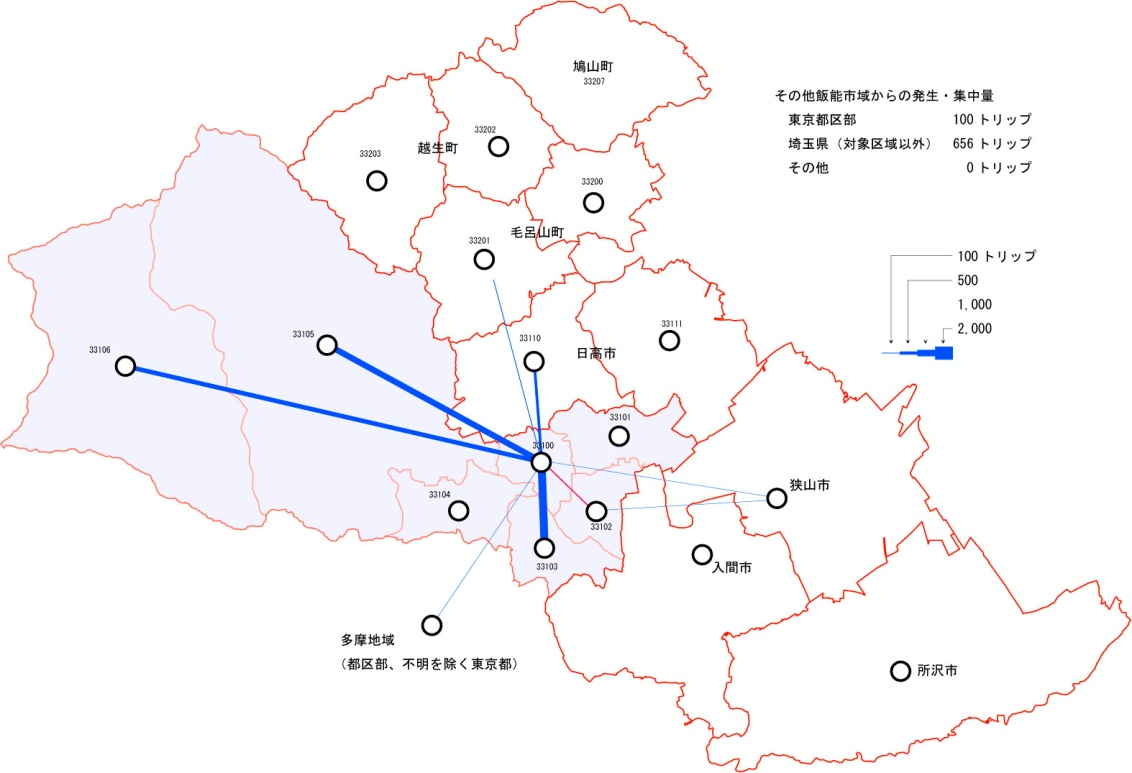 鳩山町
33207
その他飯能市域からの発生・集中量
東京都区部 100 トリップ
埼玉県（対象区域以外） 656 トリップ
その他 0 トリップ
33202
越生町
33203
33200
毛呂山町
33201
100 トリップ
500
1,000
2,000
33105
33106
33110
日高市
33111
33101
33100
狭山市
33104
33102
33103
入間市
多摩地域
（都区部、不明を除く東京都）
所沢市